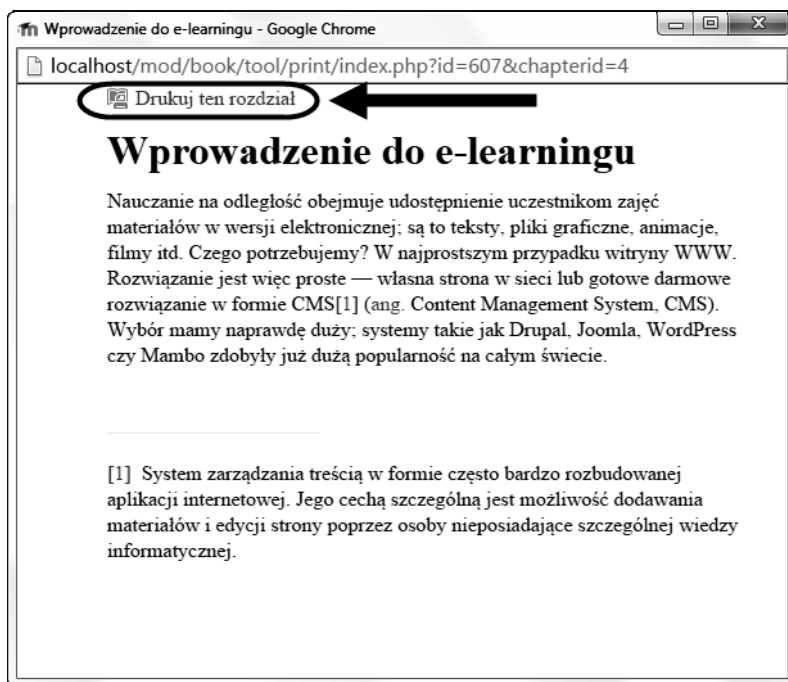 Wprowadzenie do e-learningu - Google Chrome
localhost/mod/book/tool/print/index.php?id=607&chapterid=4
Drukuj ten rozdział
Wprowadzenie do e-learningu
Nauczanie na odległość obejmuje udostępnienie uczestnikom zajęć
materiałów w wersji elektronicznej; są to teksty, pliki graficzne, animacje,
filmy itd. Czego potrzebujemy? W najprostszym przypadku witryny WWW.
Rozwiązanie jest więc proste — własna strona w sieci lub gotowe darmowe
rozwiązanie w formie CMS[1] (ang. Content Management System, CMS).
Wybór mamy naprawdę duży; systemy takie jak Drupal, Joomla, WordPress
czy Mambo zdobyły już dużą popularność na całym świecie.
[1] System zarządzania treścią w formie często bardzo rozbudowanej
aplikacji internetowej. Jego cechą szczególną jest możliwość dodawania
materiałów i edycji strony poprzez osoby nieposiadające szczególnej wiedzy
informatycznej.